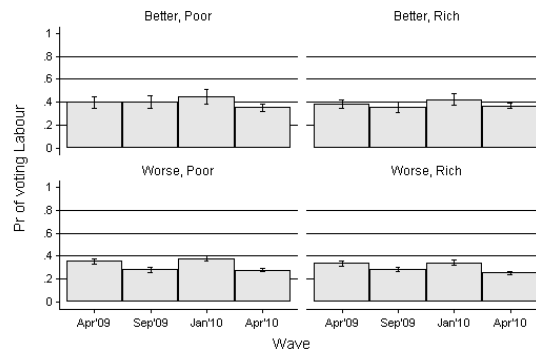 Better, Poor
Better, Rich
1
.8
.6
.4
.2
0
Worse, Poor
Worse, Rich
1
.8
.6
.4
.2
0
Pr of voting Labour
Apr'09 Sep'09 Jan'10 Apr'10
Apr'09 Sep'09 Jan'10 Apr'10
Wave